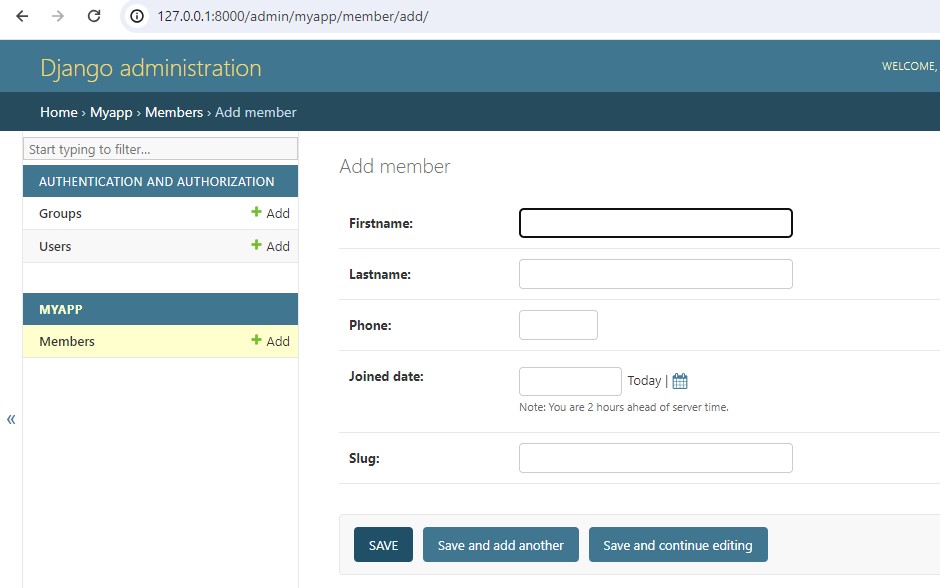 127.0.0.1:8000/admin/myapp/member/add/
Django administration
WELCOME,
Home › Myapp › Members › Add member
Start typing to filter...
AUTHENTICATION AND AUTHORIZATION
Groups + Add
Users + Add
MYAPP
Members + Add
«
Add member
Firstname:
Lastname:
Phone:
Joined date:
Today |
Note: You are 2 hours ahead of server time.
Slug:
SAVE
Save and add another
Save and continue editing